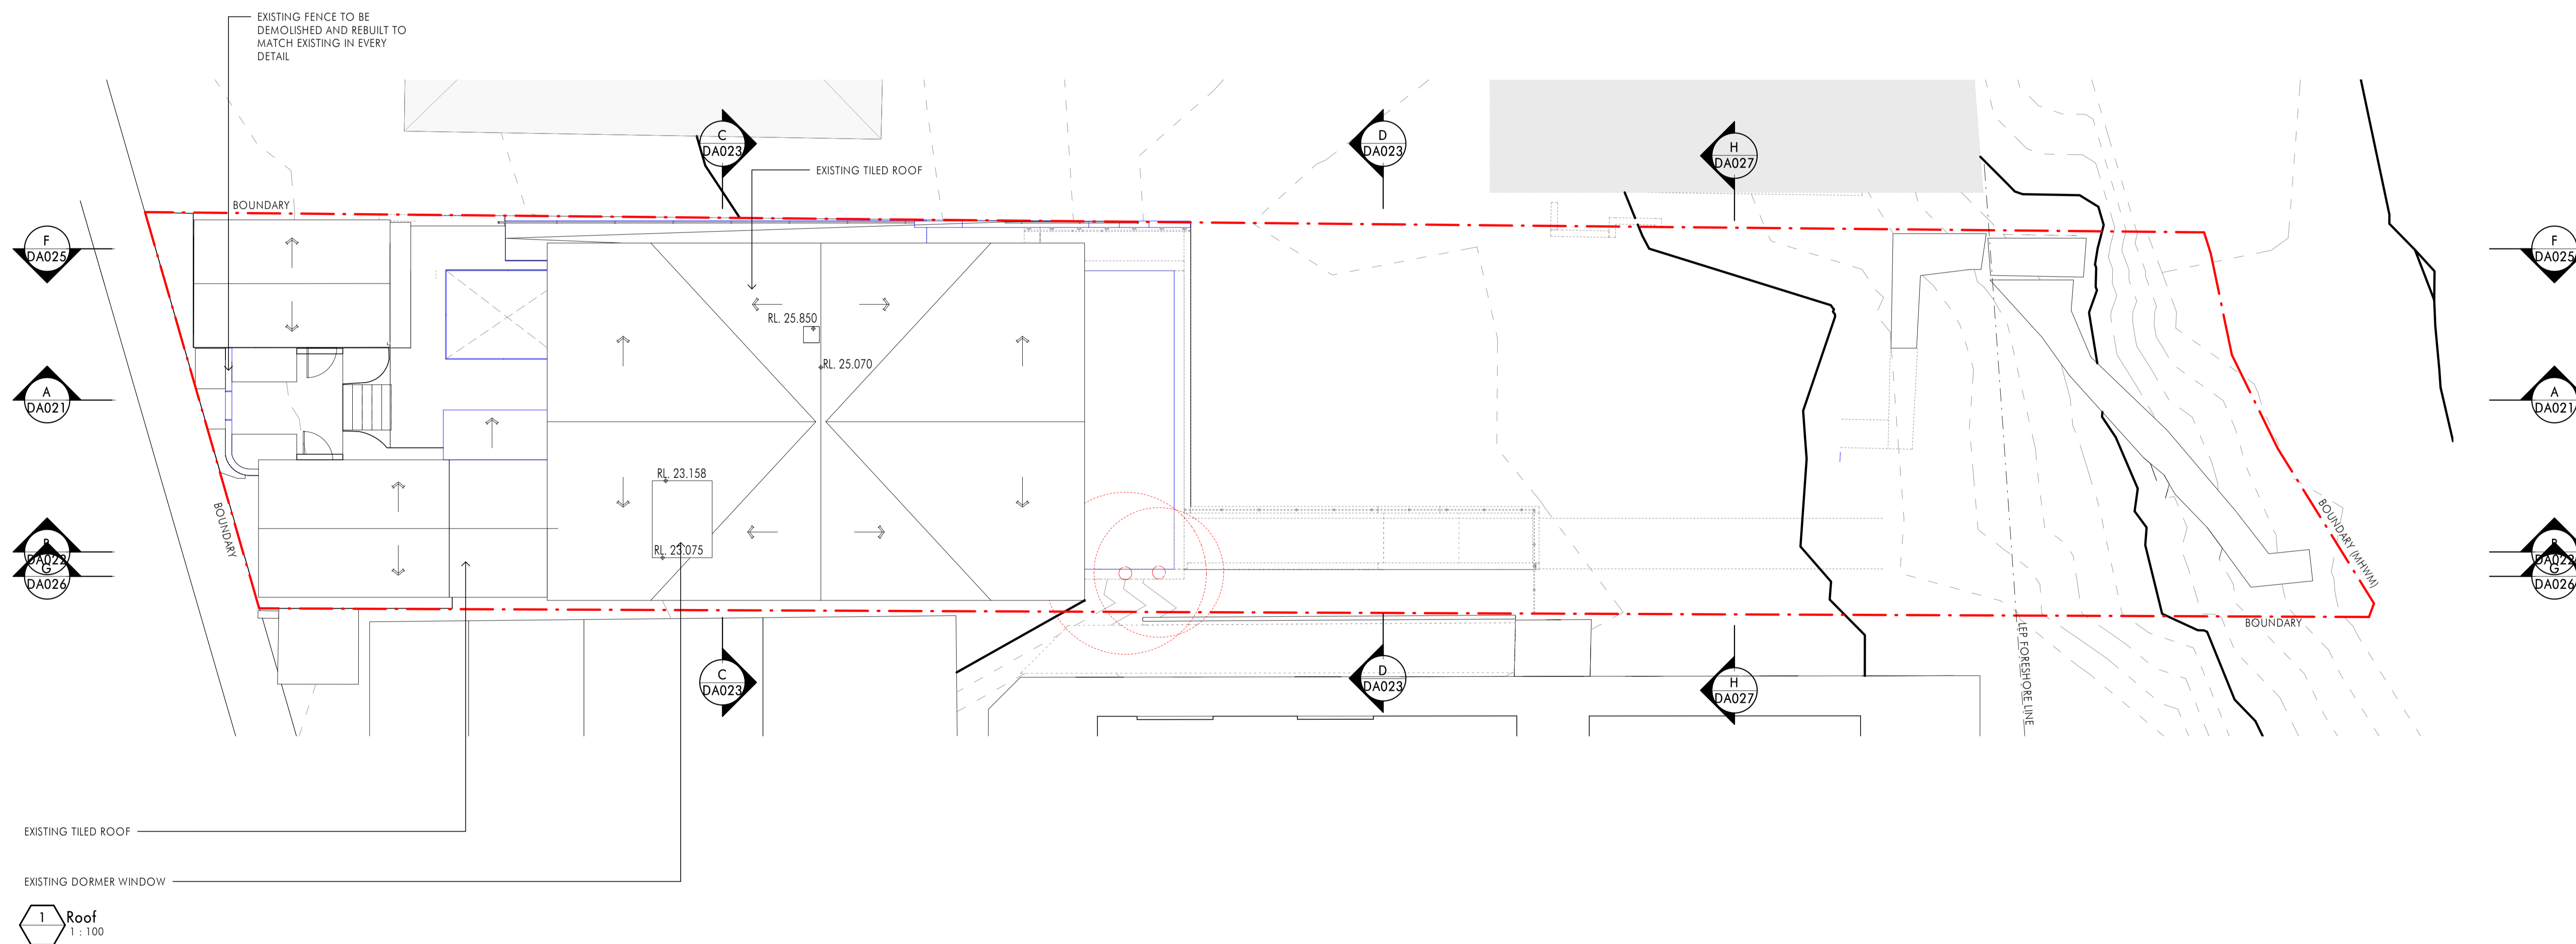 EXISTING FENCE TO BE
DEMOLISHED AND REBUILT TO
MATCH EXISTING IN EVERY
DETAIL
C
DA023
D
DA023
H
DA027
EXISTING TILED ROOF
BOUNDARY
F
DA025
F
DA025
RL. 25.850
RL. 25.070
A
DA021
A
DA021
RL. 23.158
RL. 23.075
BOUNDARY
BOUNDARY (MHWM)
B
DA022
G
DA026
B
DA022
G
DA026
BOUNDARY
LEP FORESHORE LINE
C
DA023
D
DA023
H
DA027
EXISTING TILED ROOF
EXISTING DORMER WINDOW
1
Roof
1 : 100